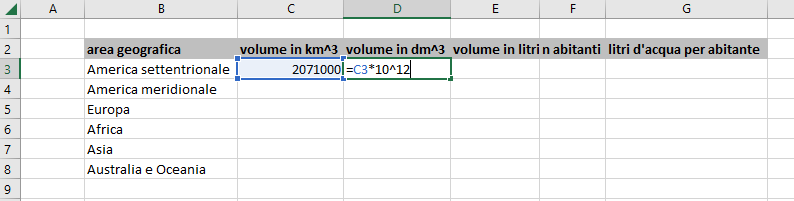 A B C D E F G
1
2 area geografica volume in km^3 volume in dm^3 volume in litri n abitanti litri d'acqua per abitante
3 America settentrionale 2071000 =C3*10^12
4 America meridionale
5 Europa
6 Africa
7 Asia
8 Australia e Oceania
9